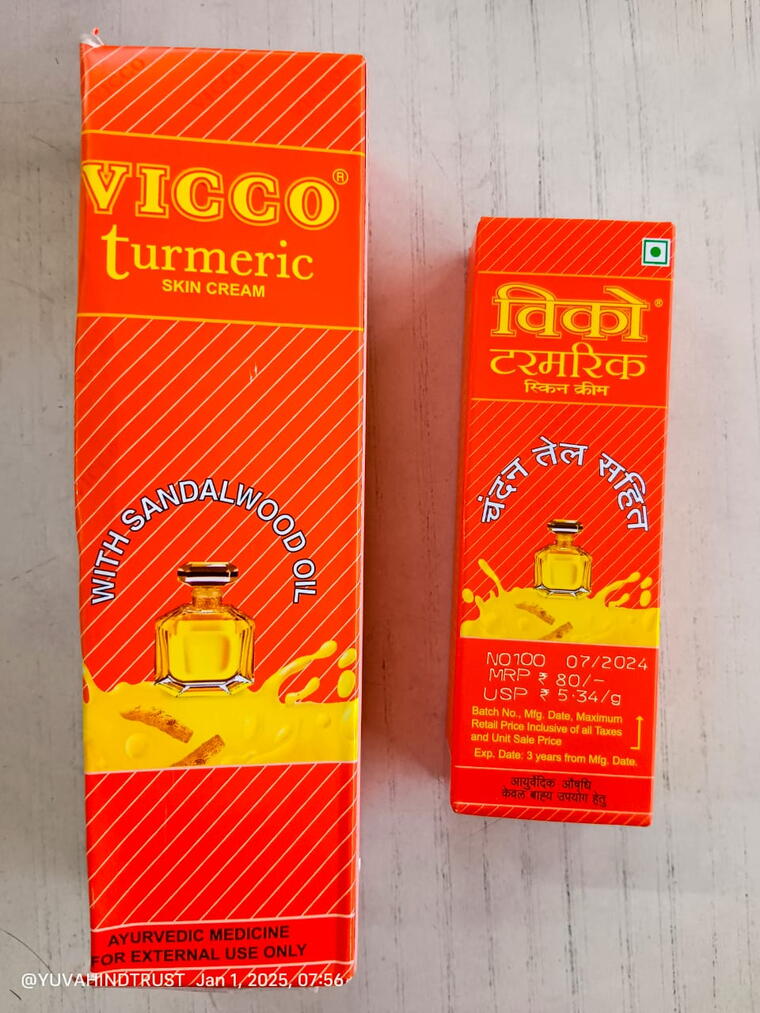 VICCO®
turmeric
SKIN CREAM
WITH SANDALWOOD OIL
AYURVEDIC MEDICINE
FOR EXTERNAL USE ONLY
विको®
टरमरिक
स्किन क्रीम
चंदन तेल सहित
NO100 07/2024
MRP ₹ 80/-
USP ₹ 5.34/g
Batch No., Mfg. Date, Maximum
Retail Price Inclusive of all Taxes
and Unit Sale Price
Exp. Date: 3 years from Mfg. Date.
आयुर्वेदिक औषधि
केवल बाह्य उपयोग हेतु
@YUVAHINDTRUST Jan 1, 2025, 07:56